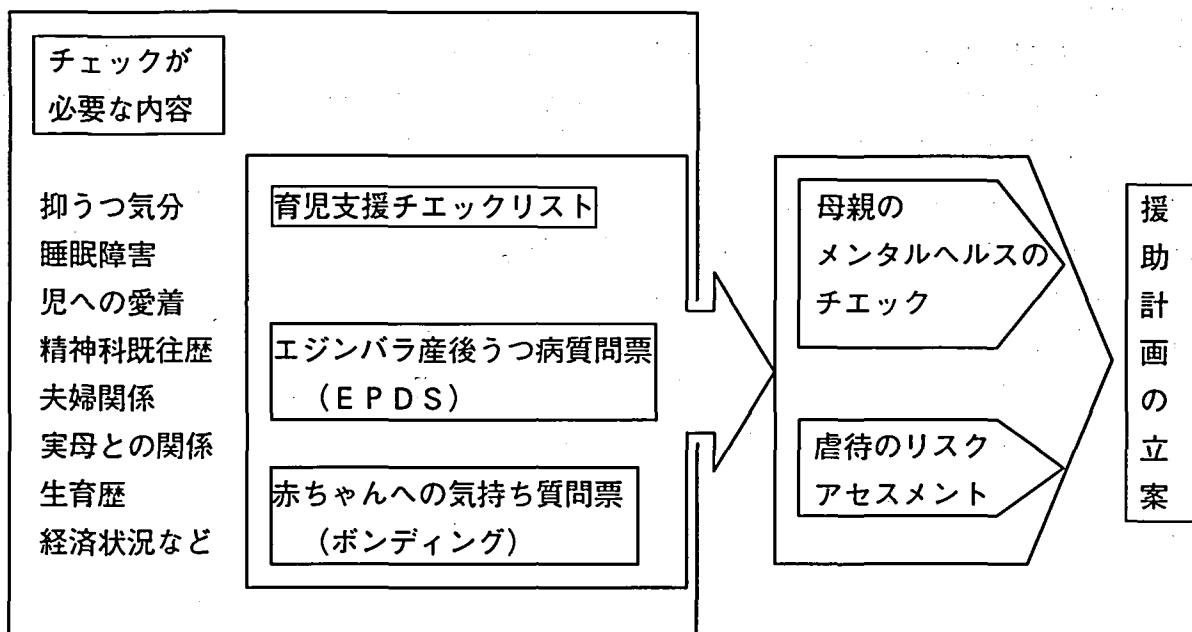 チェックが
必要な内容
抑うつ気分
睡眠障害
児への愛着
精神科既往歴
夫婦関係
実母との関係
生育歴
経済状況など
育児支援チエックリスト
エジンバラ産後うつ病質問票
(EPDS)
赤ちゃんへの気持ち質問票
(ボンディング)
母親の
メンタルヘルスの
チエック
虐待のリスク
アセスメント
援助計画の立案